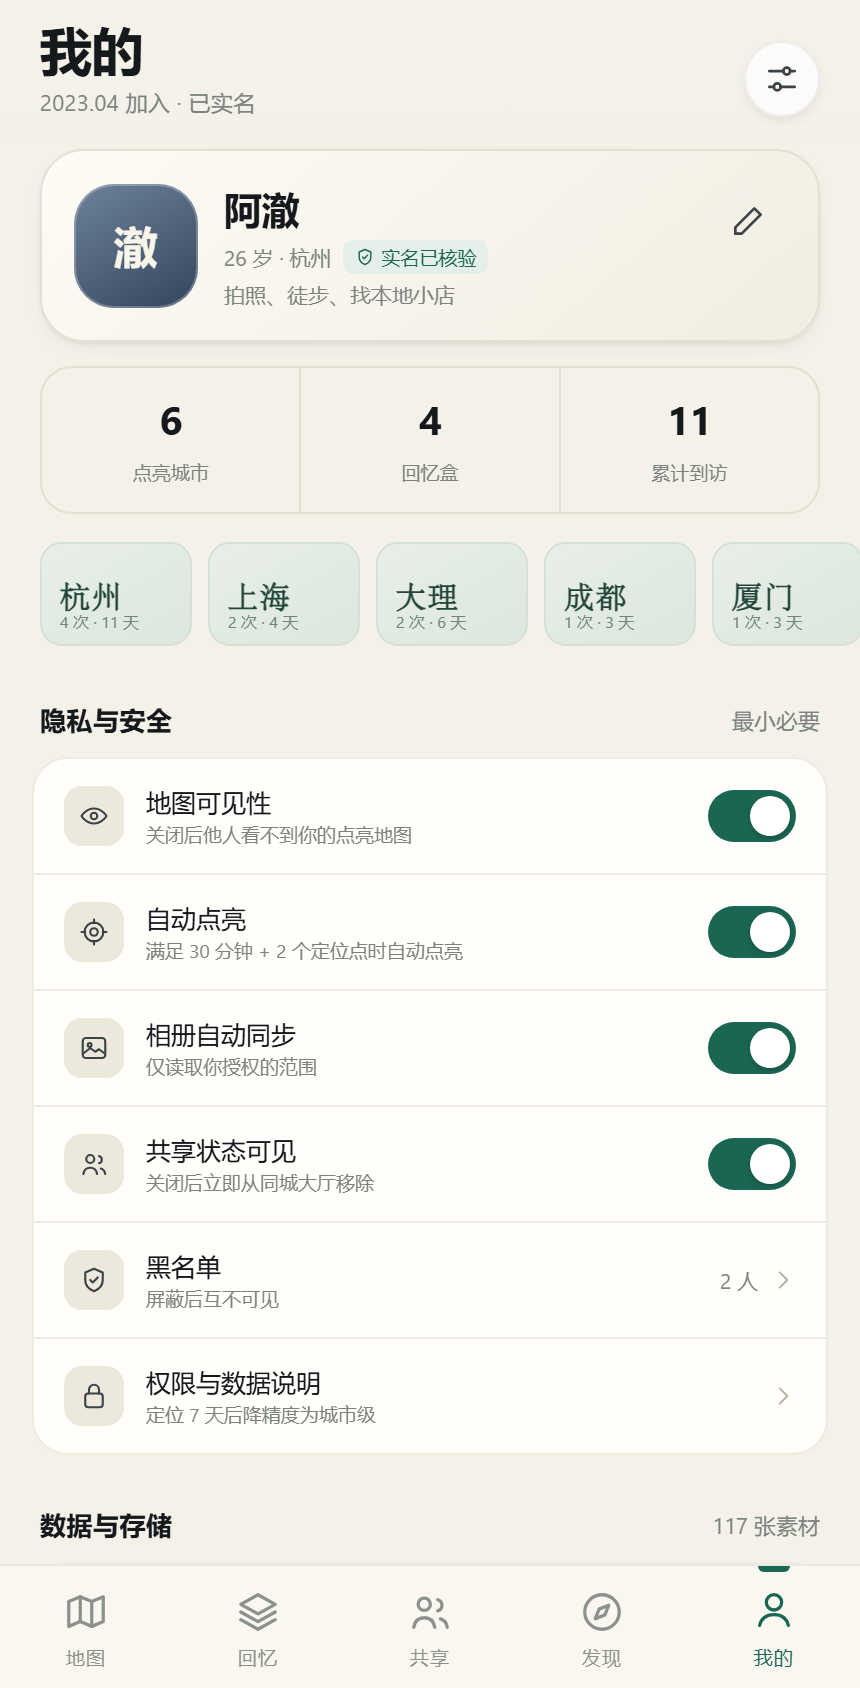 我的
2023.04 加入 · 已实名
澈
阿澈
26 岁 · 杭州 实名已核验
拍照、徒步、找本地小店
6 4 11
点亮城市 回忆盒 累计到访
杭州 上海 大理 成都 厦门
4 次 · 11 天 2 次 · 4 天 2 次 · 6 天 1 次 · 3 天 1 次 · 3 天
隐私与安全 最小必要
地图可见性
关闭后他人看不到你的点亮地图
自动点亮
满足 30 分钟 + 2 个定位点时自动点亮
相册自动同步
仅读取你授权的范围
共享状态可见
关闭后立即从同城大厅移除
黑名单
屏蔽后互不可见
2 人
权限与数据说明
定位 7 天后降精度为城市级
数据与存储 117 张素材
地图 回忆 共享 发现 我的